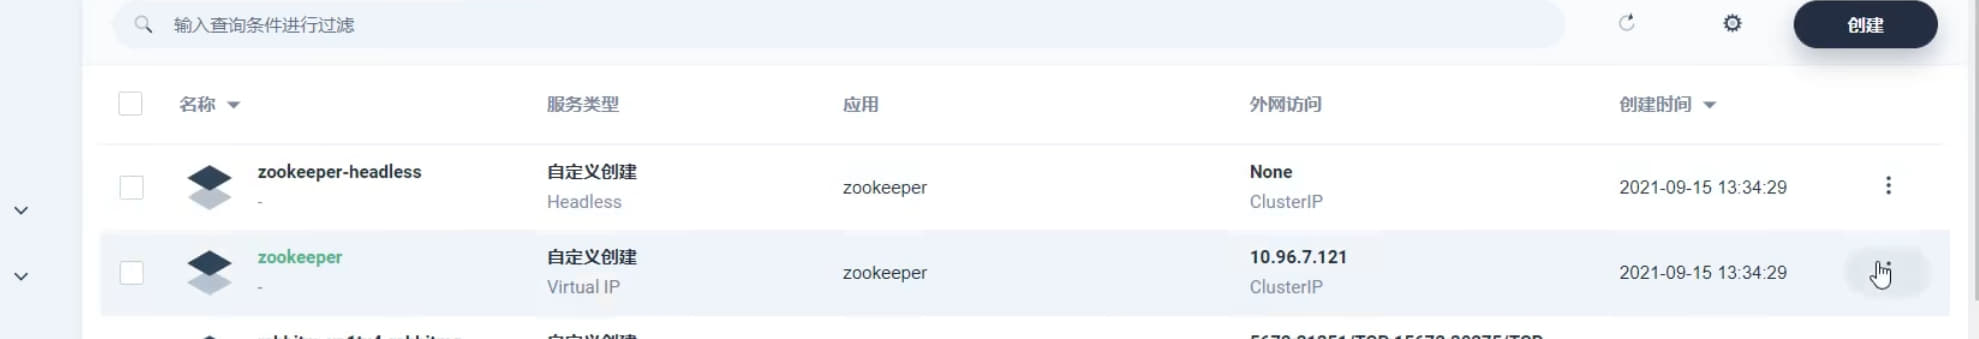 输入查询条件进行过滤
创建
名称 服务类型 应用 外网访问 创建时间
zookeeper-headless 自定义创建 None
- Headless zookeeper ClusterIP 2021-09-15 13:34:29
zookeeper 自定义创建 10.96.7.121
- Virtual IP zookeeper ClusterIP 2021-09-15 13:34:29
自定义创建